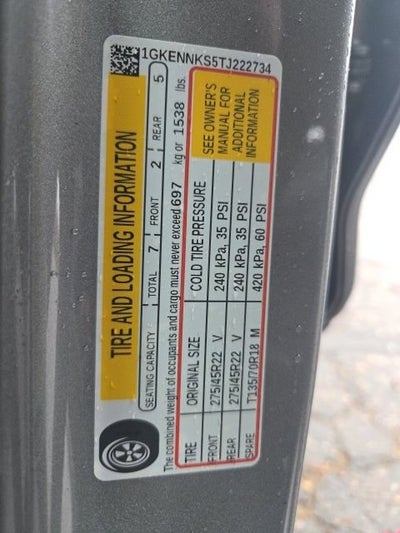 1GKENNKS5TJ222734
TIRE AND LOADING INFORMATION
SEATING CAPACITY TOTAL 7 FRONT 2 REAR 5
The combined weight of occupants and cargo must never exceed 697 kg or 1538 lbs.
TIRE ORIGINAL SIZE COLD TIRE PRESSURE
FRONT 275/45R22 V 240 kPa, 35 PSI
REAR 275/45R22 V 240 kPa, 35 PSI
SPARE T135/70R18 M 420 kPa, 60 PSI
SEE OWNER'S
MANUAL FOR
ADDITIONAL
INFORMATION